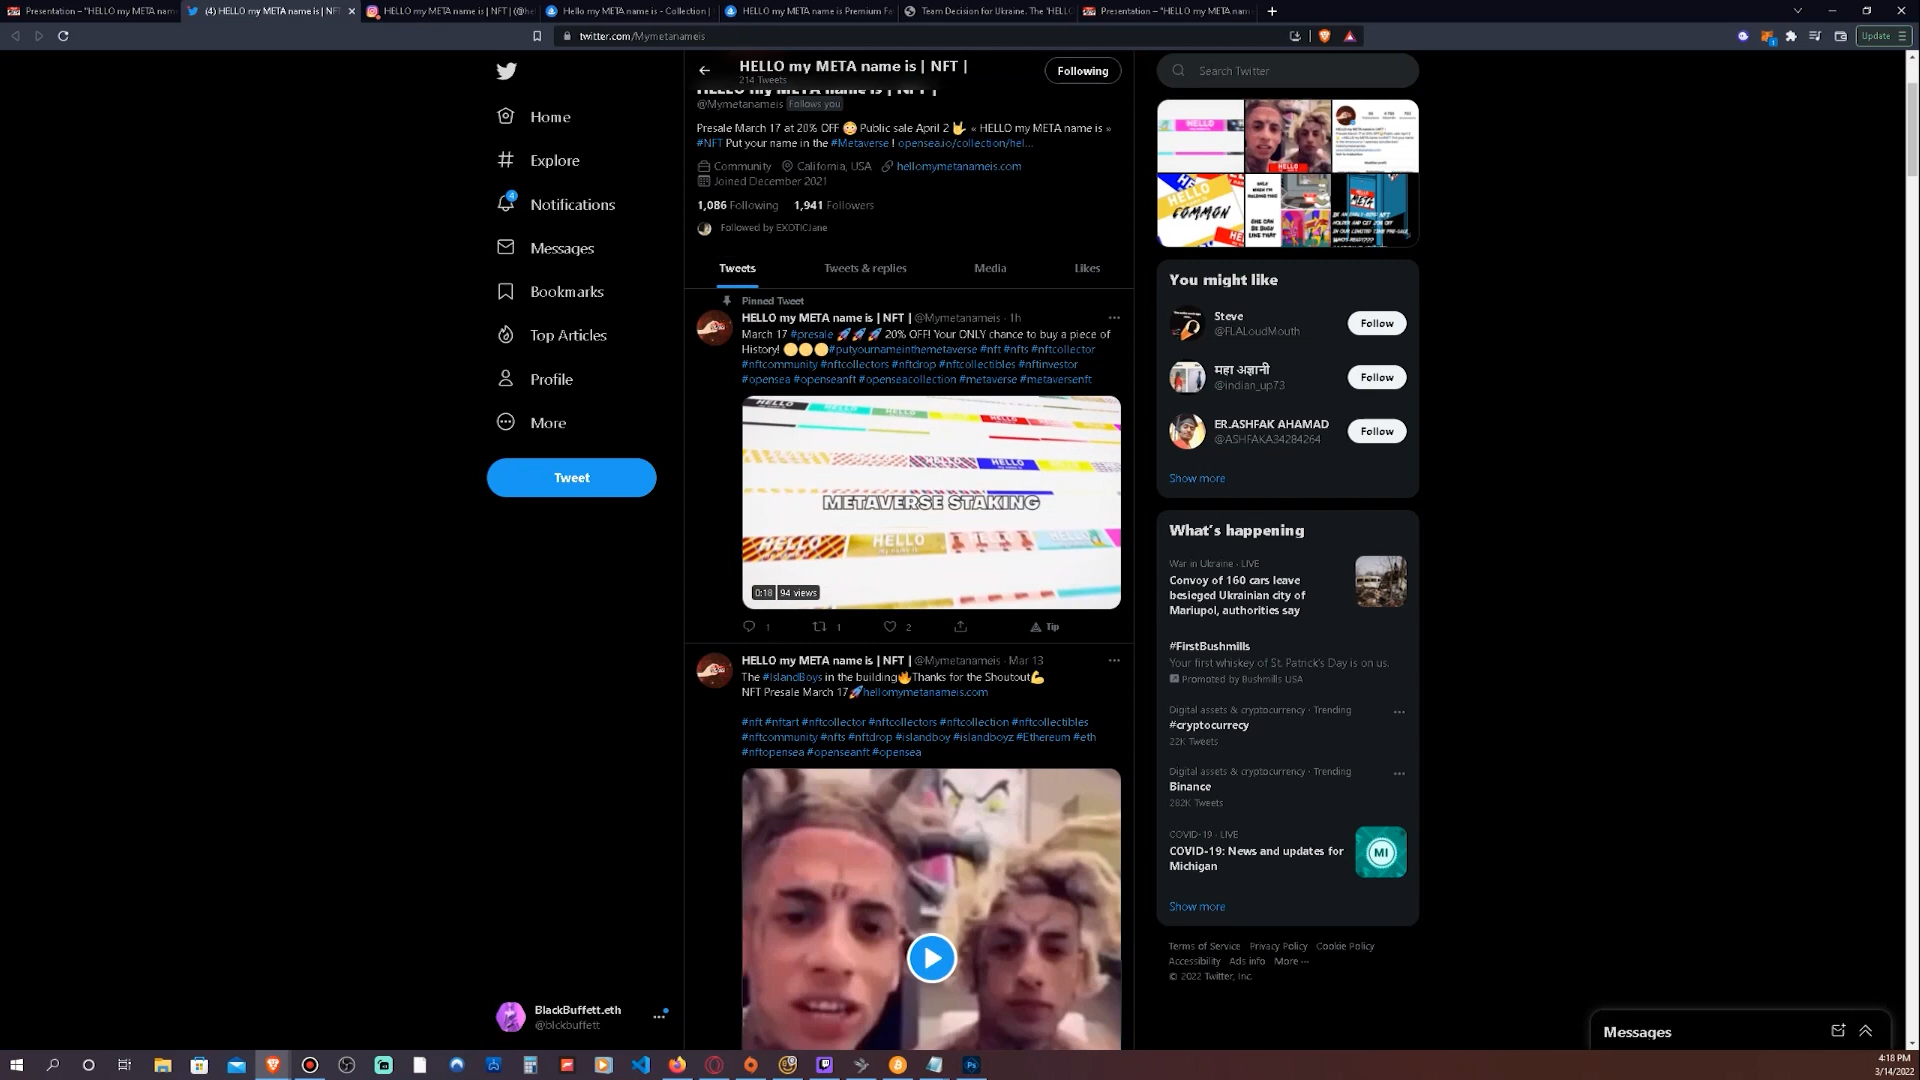 Presentation – "HELLO my META nam
(4) HELLO my META name is | NFT
HELLO my META name is | NFT | (@he
Hello my META name is - Collection |
HELLO my META name is Premium Fa
Team Decision for Ukraine. The 'HELLO
Presentation – "HELLO my META nam
twitter.com/Mymetanameis
Update
HELLO my META name is | NFT |
214 Tweets
Following
@Mymetanameis Follows you
Presale March 17 at 20% OFF 😳 Public sale April 2 🤟 « HELLO my META name is »
#NFT Put your name in the #Metaverse ! opensea.io/collection/hel...
Community California, USA hellomymetanameis.com
Joined December 2021
1,086 Following 1,941 Followers
Followed by EXOTICJane
Tweets
Tweets & replies
Media
Likes
Pinned Tweet
HELLO my META name is | NFT | @Mymetanameis · 1h
March 17 #presale 🚀🚀🚀 20% OFF! Your ONLY chance to buy a piece of
History! 🟡🟡🟡#putyournameinthemetaverse #nft #nfts #nftcollector
#nftcommunity #nftcollectors #nftdrop #nftcollectibles #nftinvestor
#opensea #openseanft #openseacollection #metaverse #metaversenft
METAVERSE STAKING
HELLO
my name is
0:18 94 views
1
1
2
Tip
HELLO my META name is | NFT | @Mymetanameis · Mar 13
The #IslandBoys in the building🔥Thanks for the Shoutout💪
NFT Presale March 17🚀hellomymetanameis.com
#nft #nftart #nftcollector #nftcollectors #nftcollection #nftcollectibles
#nftcommunity #nfts #nftdrop #islandboy #islandboyz #Ethereum #eth
#nftopensea #openseanft #opensea
4
Home
Explore
Notifications
Messages
Bookmarks
Top Articles
Profile
More
Tweet
BlackBuffett.eth
@blckbuffett
Search Twitter
HELLO
COMMON
You might like
Steve
@FLALoudMouth
Follow
महा अज्ञानी
@indian_up73
Follow
ER.ASHFAK AHAMAD
@ASHFAKA34284264
Follow
Show more
What's happening
War in Ukraine · LIVE
Convoy of 160 cars leave
besieged Ukrainian city of
Mariupol, authorities say
#FirstBushmills
Your first whiskey of St. Patrick's Day is on us.
Promoted by Bushmills USA
Digital assets & cryptocurrency · Trending
#cryptocurrecy
22K Tweets
Digital assets & cryptocurrency · Trending
Binance
282K Tweets
COVID-19 · LIVE
COVID-19: News and updates for
Michigan
MI
Show more
Terms of Service Privacy Policy Cookie Policy
Accessibility Ads info More ···
© 2022 Twitter, Inc.
Messages
4:18 PM
3/14/2022